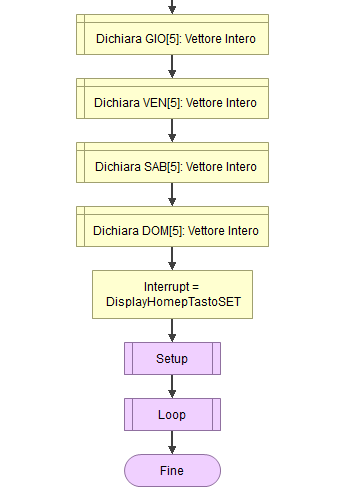 Dichiara GIO[5]: Vettore Intero
Dichiara VEN[5]: Vettore Intero
Dichiara SAB[5]: Vettore Intero
Dichiara DOM[5]: Vettore Intero
Interrupt =
DisplayHomepTastoSET
Setup
Loop
Fine